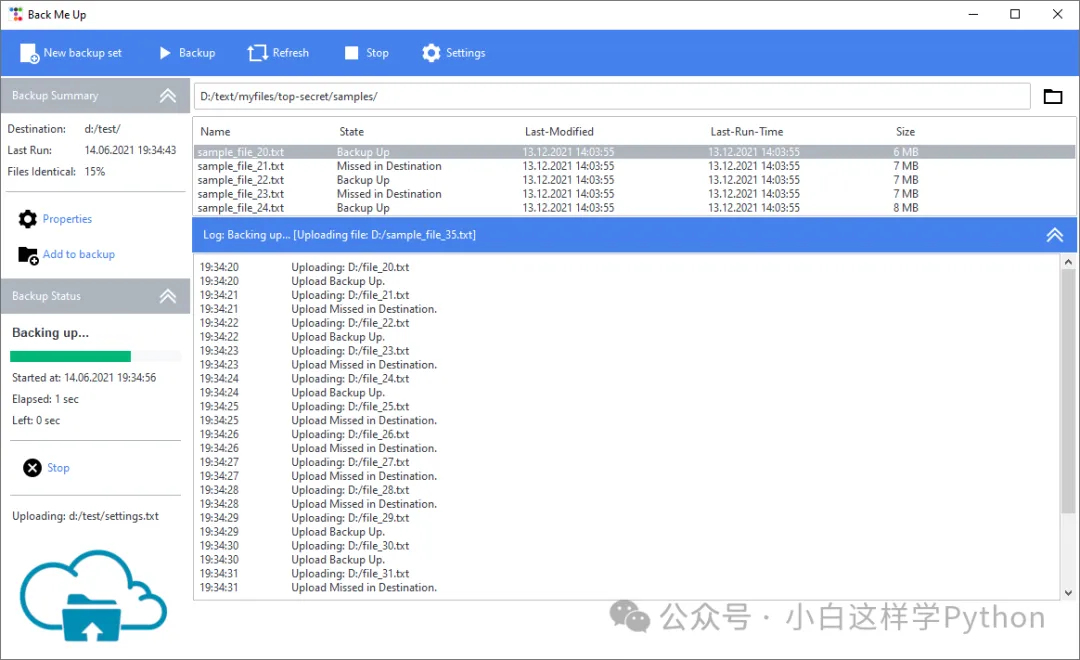 Back Me Up
New backup set Backup Refresh Stop Settings
Backup Summary
Destination: d:/test/
Last Run: 14.06.2021 19:34:43
Files Identical: 15%
Properties
Add to backup
Backup Status
Backing up...
Started at: 14.06.2021 19:34:56
Elapsed: 1 sec
Left: 0 sec
Stop
Uploading: d:/test/settings.txt
D:/text/myfiles/top-secret/samples/
Name State Last-Modified Last-Run-Time Size
sample_file_20.txt Backup Up 13.12.2021 14:03:55 13.12.2021 14:03:55 6 MB
sample_file_21.txt Missed in Destination 13.12.2021 14:03:55 13.12.2021 14:03:55 7 MB
sample_file_22.txt Backup Up 13.12.2021 14:03:55 13.12.2021 14:03:55 7 MB
sample_file_23.txt Missed in Destination 13.12.2021 14:03:55 13.12.2021 14:03:55 7 MB
sample_file_24.txt Backup Up 13.12.2021 14:03:55 13.12.2021 14:03:55 8 MB
Log: Backing up... [Uploading file: D:/sample_file_35.txt]
19:34:20 Uploading: D:/file_20.txt
19:34:20 Upload Backup Up.
19:34:21 Uploading: D:/file_21.txt
19:34:21 Upload Missed in Destination.
19:34:22 Uploading: D:/file_22.txt
19:34:22 Upload Backup Up.
19:34:23 Uploading: D:/file_23.txt
19:34:23 Upload Missed in Destination.
19:34:24 Uploading: D:/file_24.txt
19:34:24 Upload Backup Up.
19:34:25 Uploading: D:/file_25.txt
19:34:25 Upload Missed in Destination.
19:34:26 Uploading: D:/file_26.txt
19:34:26 Upload Missed in Destination.
19:34:27 Uploading: D:/file_27.txt
19:34:27 Upload Missed in Destination.
19:34:28 Uploading: D:/file_28.txt
19:34:28 Upload Missed in Destination.
19:34:29 Uploading: D:/file_29.txt
19:34:29 Upload Backup Up.
19:34:30 Uploading: D:/file_30.txt
19:34:30 Upload Backup Up.
19:34:31 Uploading: D:/file_31.txt
19:34:31 Upload Missed in Destination.
公众号 · 小白这样学Python